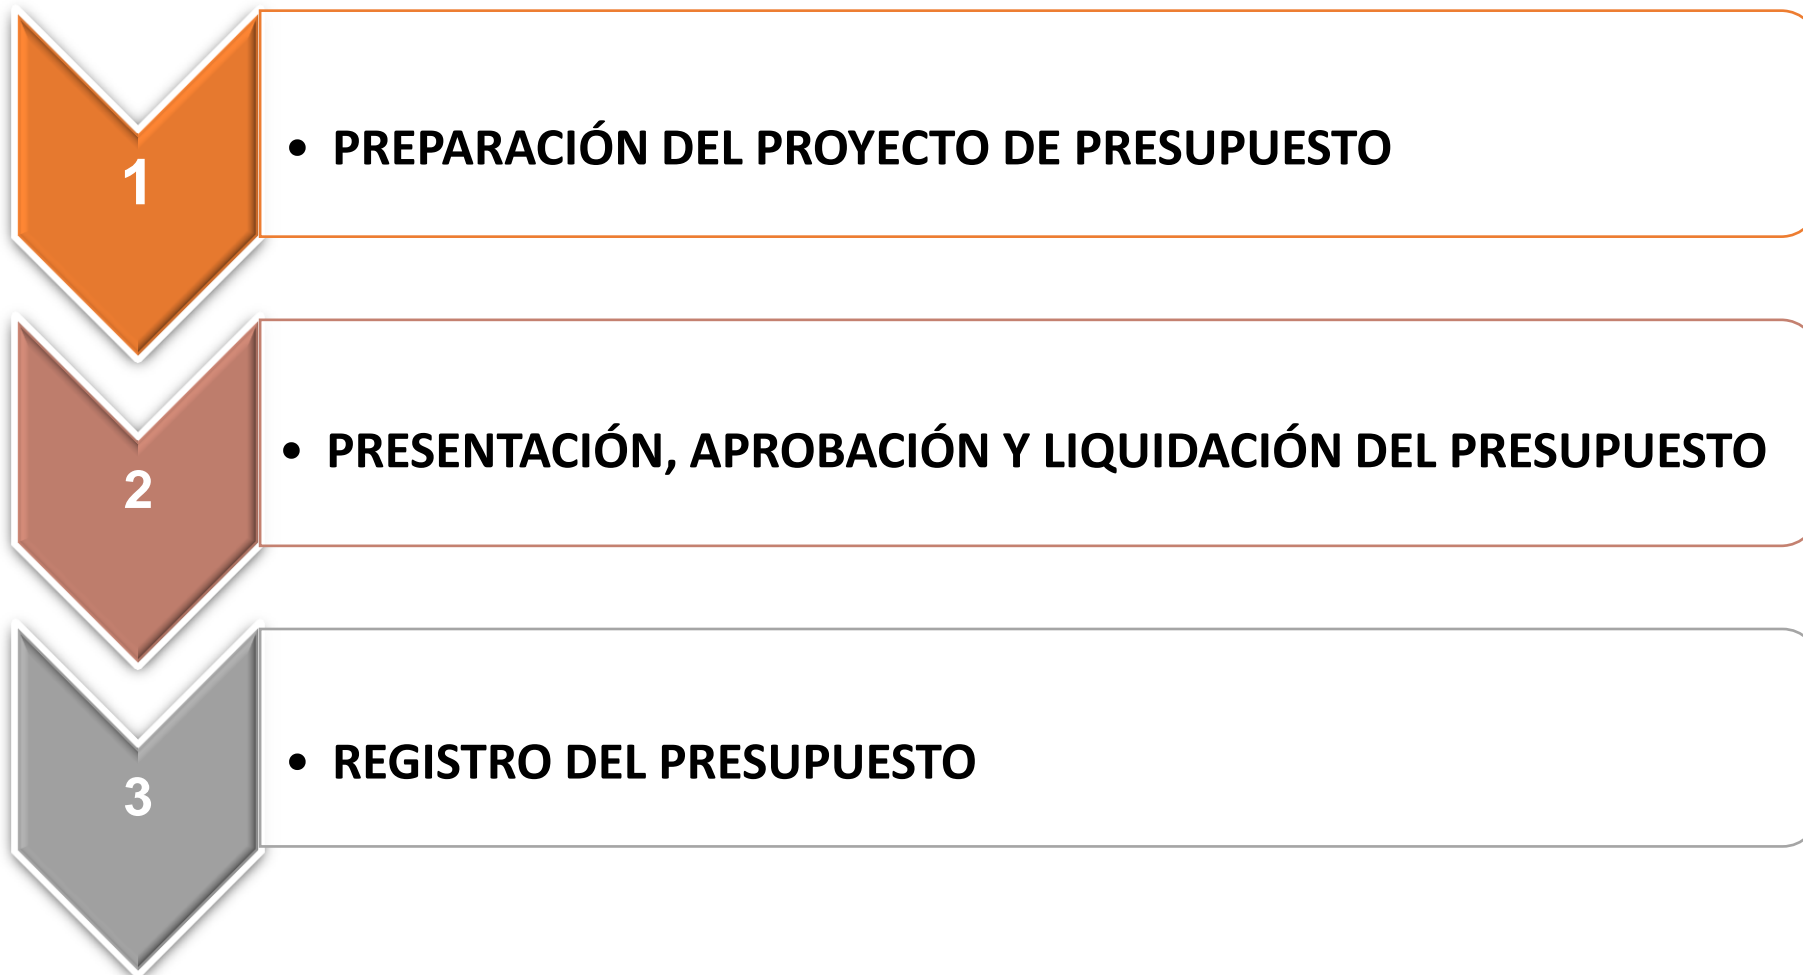 1
• PREPARACIÓN DEL PROYECTO DE PRESUPUESTO
2
• PRESENTACIÓN, APROBACIÓN Y LIQUIDACIÓN DEL PRESUPUESTO
3
• REGISTRO DEL PRESUPUESTO